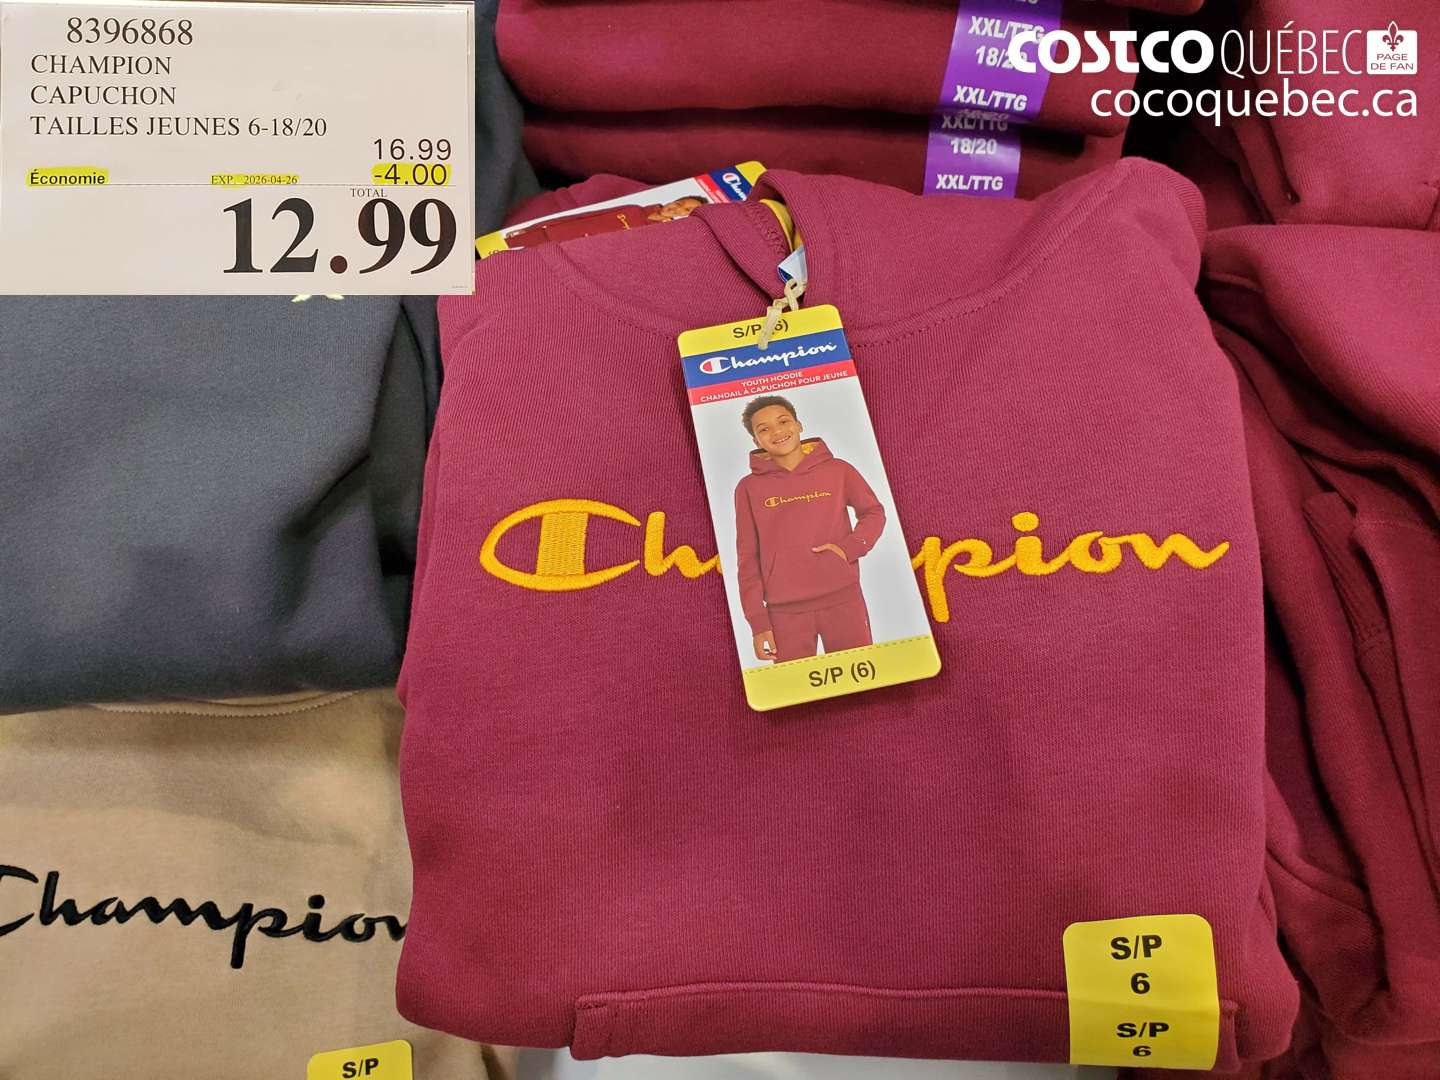 8396868
CHAMPION
CAPUCHON
TAILLES JEUNES 6-18/20
16.99
Économie EXP. 2026-04-26 -4.00
TOTAL
12.99
XXL/TTG
18/20
XXL/TTG
XXL/TTG
18/20
XXL/TTG
COSTCO QUÉBEC PAGE DE FAN
cocoquebec.ca
S/P (6)
Champion
YOUTH HOODIE
CHANDAIL À CAPUCHON POUR JEUNE
Champion
S/P (6)
Champion
Champion
S/P
6
S/P
6
S/P